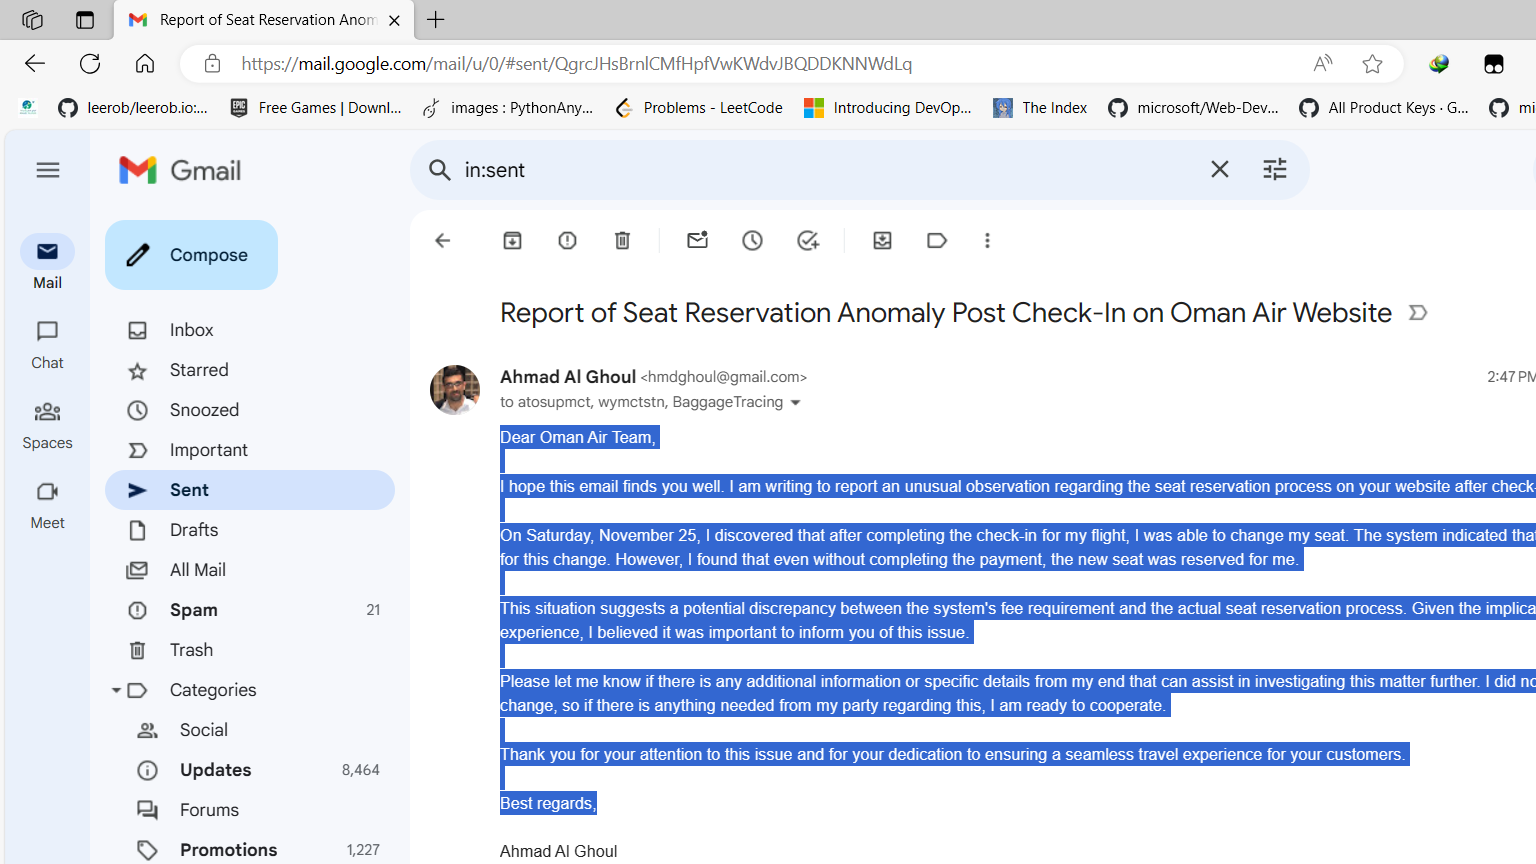 Report of Seat Reservation Anom
https://mail.google.com/mail/u/0/#sent/QgrcJHsBrnlCMfHpfVwKWdvJBQDDKNNWdLq
leerob/leerob.io:...
Free Games | Downl...
images : PythonAny...
Problems - LeetCode
Introducing DevOp...
The Index
microsoft/Web-Dev...
All Product Keys · G...
mi
Gmail
in:sent
Compose
Mail
Chat
Spaces
Meet
Inbox
Starred
Snoozed
Important
Sent
Drafts
All Mail
Spam 21
Trash
Categories
Social
Updates 8,464
Forums
Promotions 1,227
Report of Seat Reservation Anomaly Post Check-In on Oman Air Website
Ahmad Al Ghoul <hmdghoul@gmail.com>
2:47 PM
to atosupmct, wymctstn, BaggageTracing
Dear Oman Air Team,
I hope this email finds you well. I am writing to report an unusual observation regarding the seat reservation process on your website after check-
On Saturday, November 25, I discovered that after completing the check-in for my flight, I was able to change my seat. The system indicated that
for this change. However, I found that even without completing the payment, the new seat was reserved for me.
This situation suggests a potential discrepancy between the system's fee requirement and the actual seat reservation process. Given the implica
experience, I believed it was important to inform you of this issue.
Please let me know if there is any additional information or specific details from my end that can assist in investigating this matter further. I did no
change, so if there is anything needed from my party regarding this, I am ready to cooperate.
Thank you for your attention to this issue and for your dedication to ensuring a seamless travel experience for your customers.
Best regards,
Ahmad Al Ghoul